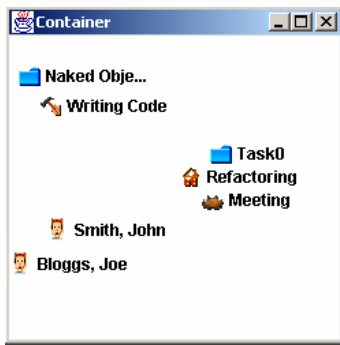 Container
Naked Obje...
Writing Code
Task0
Refactoring
Meeting
Smith, John
Bloggs, Joe